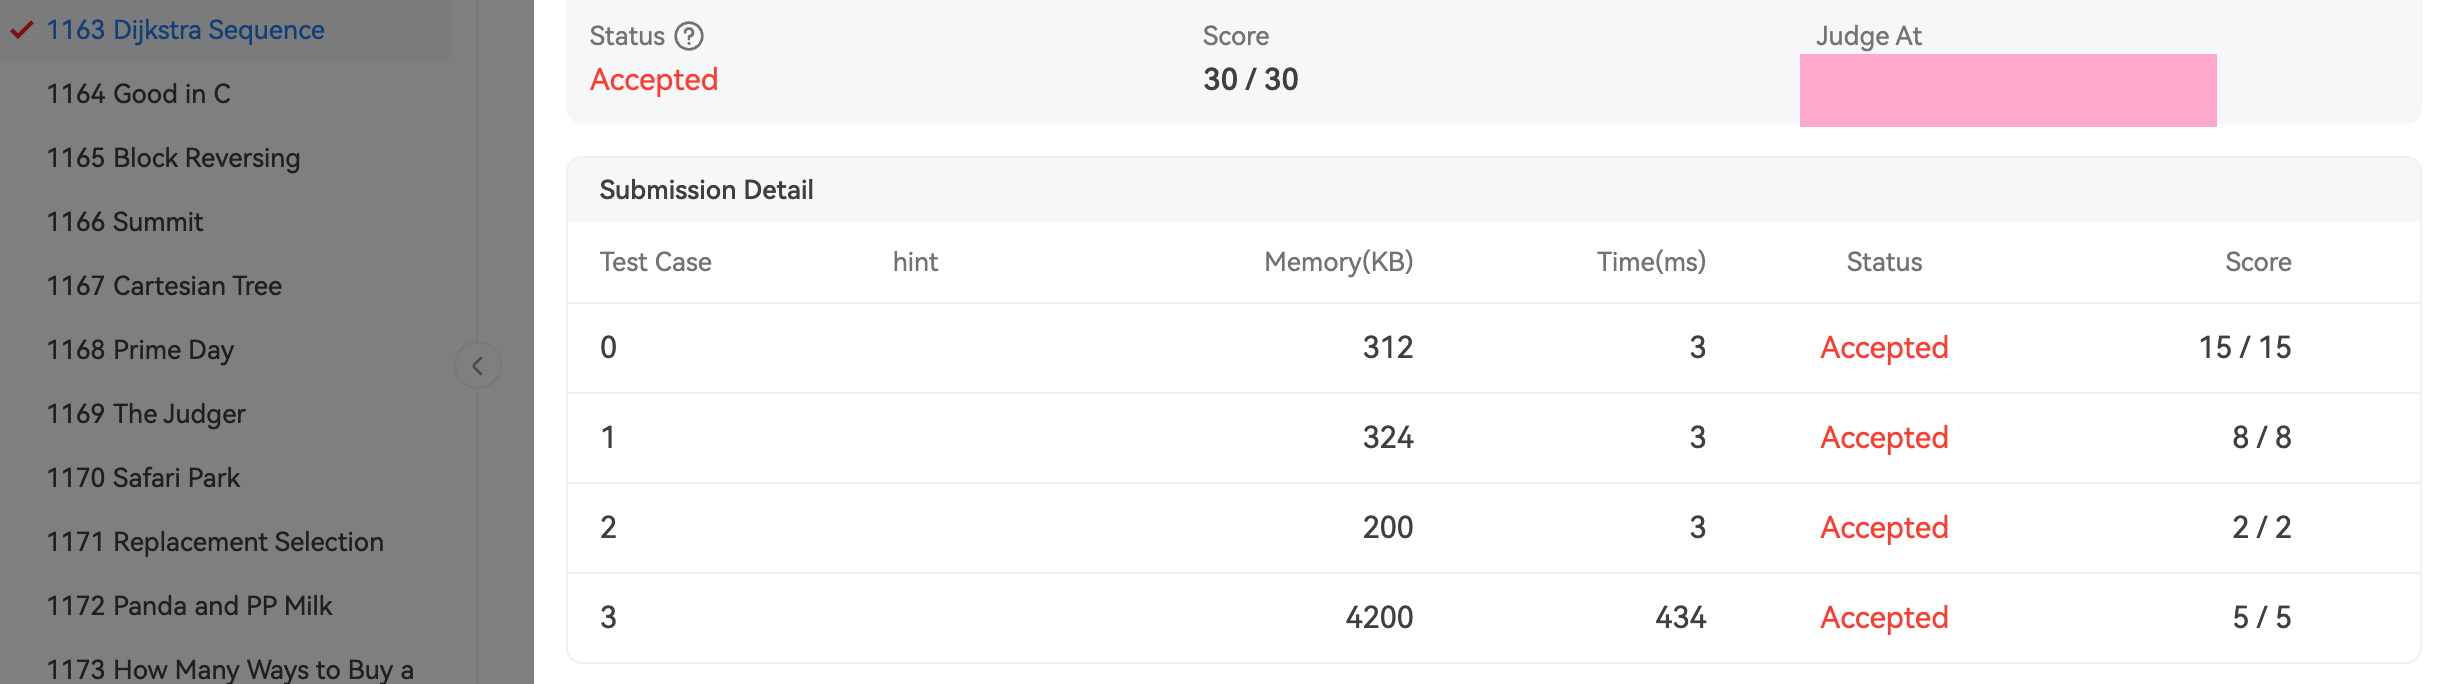 1163 Dijkstra Sequence
1164 Good in C
1165 Block Reversing
1166 Summit
1167 Cartesian Tree
1168 Prime Day
1169 The Judger
1170 Safari Park
1171 Replacement Selection
1172 Panda and PP Milk
1173 How Many Ways to Buy a
Status ? Score Judge At
Accepted 30 / 30
Submission Detail
Test Case hint Memory(KB) Time(ms) Status Score
0 312 3 Accepted 15 / 15
1 324 3 Accepted 8 / 8
2 200 3 Accepted 2 / 2
3 4200 434 Accepted 5 / 5